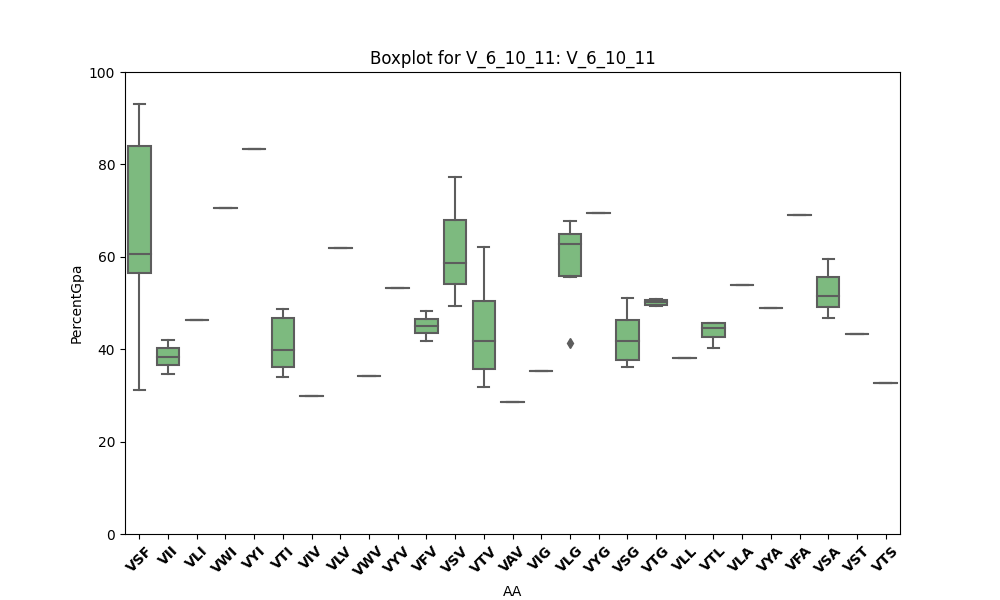 Boxplot for V_6_10_11: V_6_10_11
100
80
60
40
20
0
PercentGpa
VSF VII VLI VWI VYI VTI VIV VLV VWV VYV VFV VSV VTV VAV VIG VLG VYG VSG VTG VLL VTL VLA VYA VFA VSA VST VTS
AA